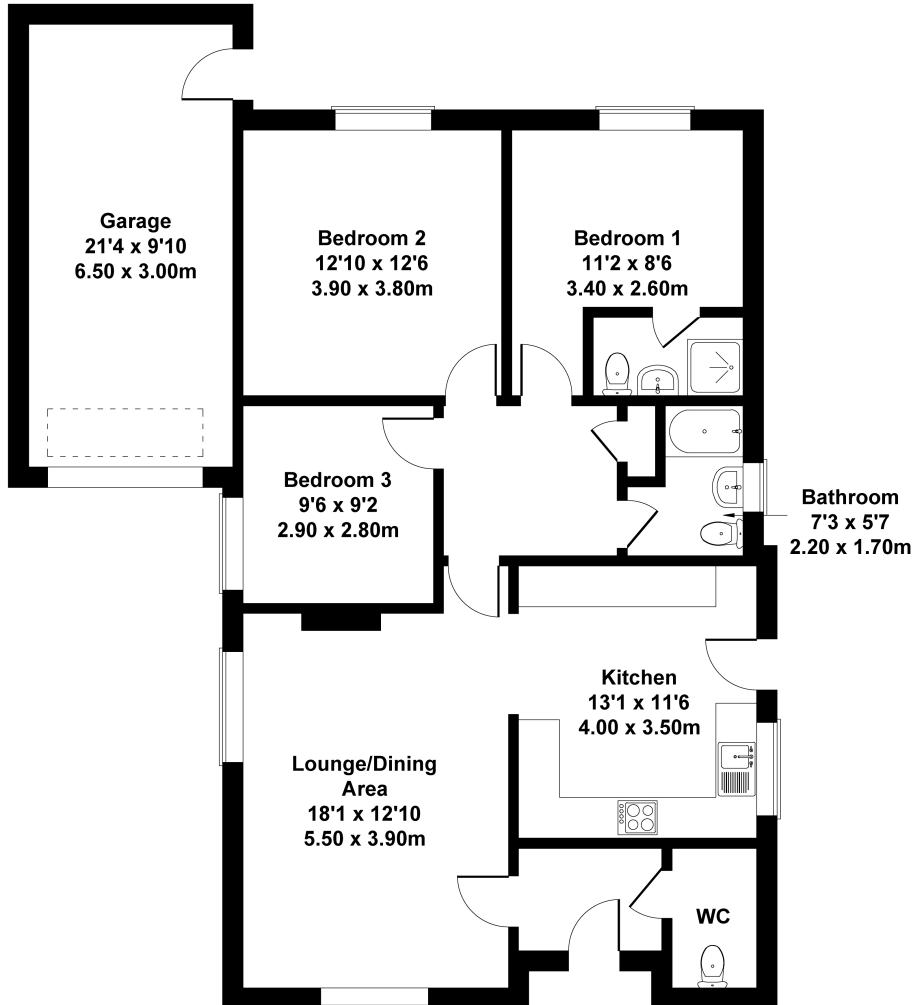 Garage
21'4 x 9'10
6.50 x 3.00m
Bedroom 2
12'10 x 12'6
3.90 x 3.80m
Bedroom 1
11'2 x 8'6
3.40 x 2.60m
Bedroom 3
9'6 x 9'2
2.90 x 2.80m
Bathroom
7'3 x 5'7
2.20 x 1.70m
Kitchen
13'1 x 11'6
4.00 x 3.50m
Lounge/Dining
Area
18'1 x 12'10
5.50 x 3.90m
WC